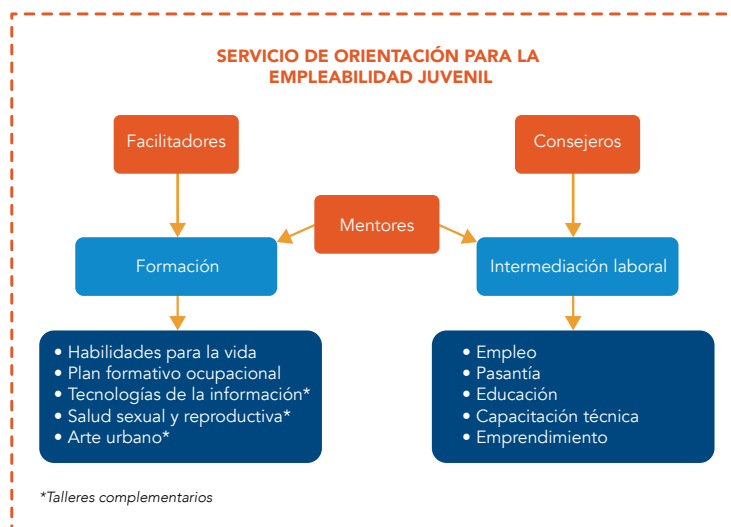 SERVICIO DE ORIENTACIÓN PARA LA
EMPLEABILIDAD JUVENIL
Facilitadores
Consejeros
Mentores
Formación
Intermediación laboral
• Habilidades para la vida
• Plan formativo ocupacional
• Tecnologías de la información*
• Salud sexual y reproductiva*
• Arte urbano*
• Empleo
• Pasantía
• Educación
• Capacitación técnica
• Emprendimiento
*Talleres complementarios